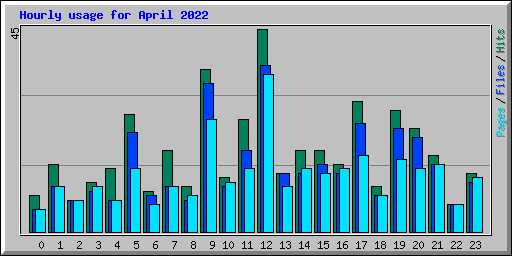 Hourly usage for April 2022
45
Pages / Files / Hits
0 1 2 3 4 5 6 7 8 9 10 11 12 13 14 15 16 17 18 19 20 21 22 23